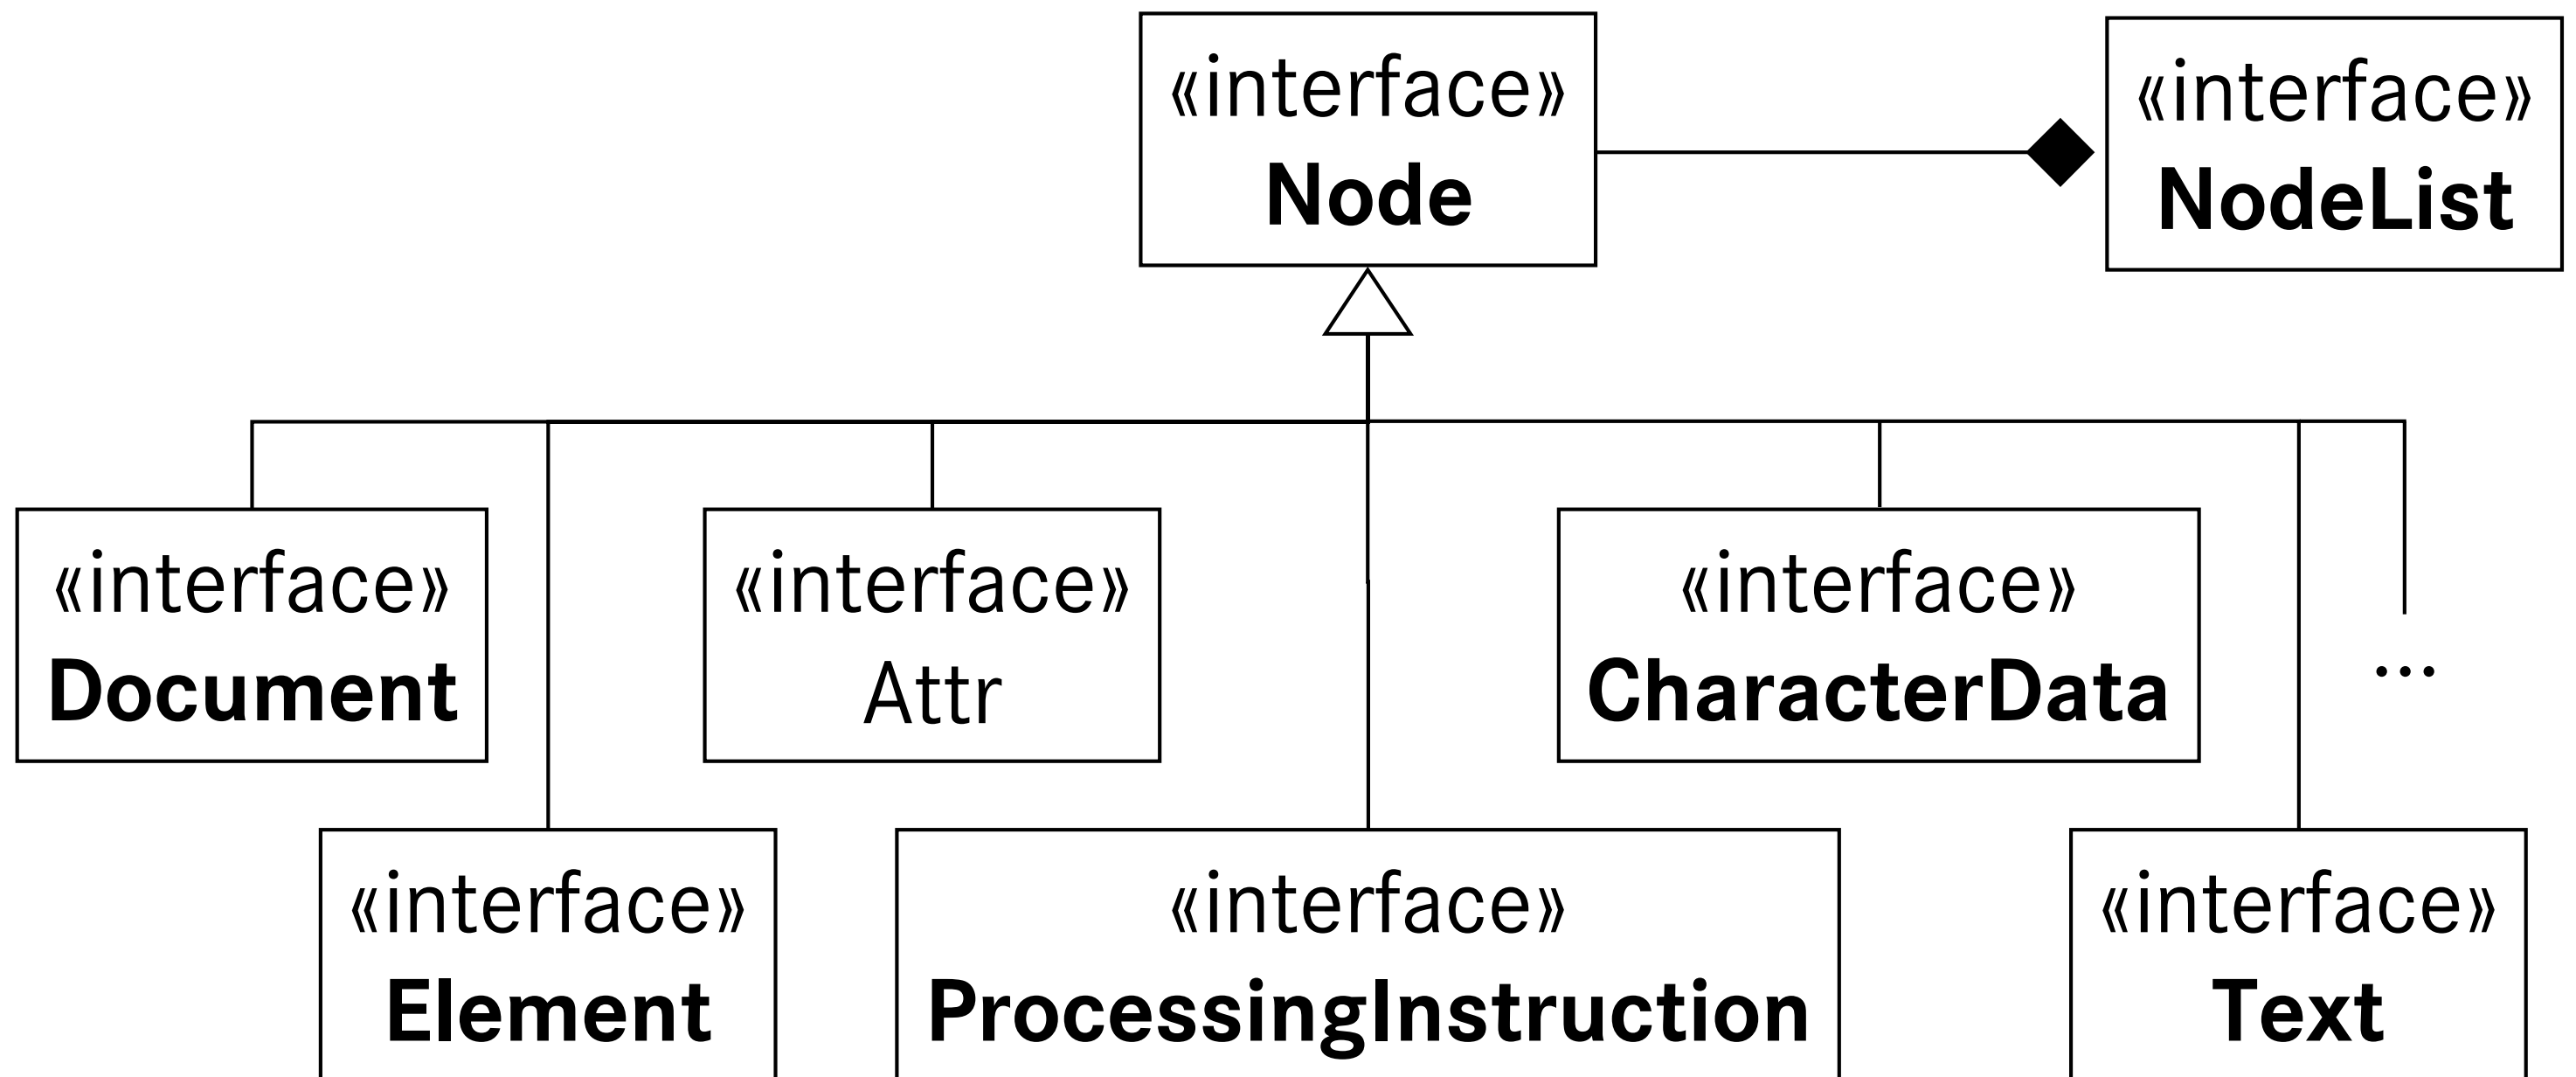 «interface»
Node
«interface»
NodeList
«interface»
Document
«interface»
Attr
«interface»
CharacterData
...
«interface»
Element
«interface»
ProcessingInstruction
«interface»
Text